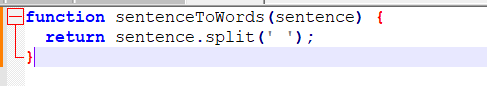 function sentenceToWords(sentence) {
  return sentence.split(' ');
}